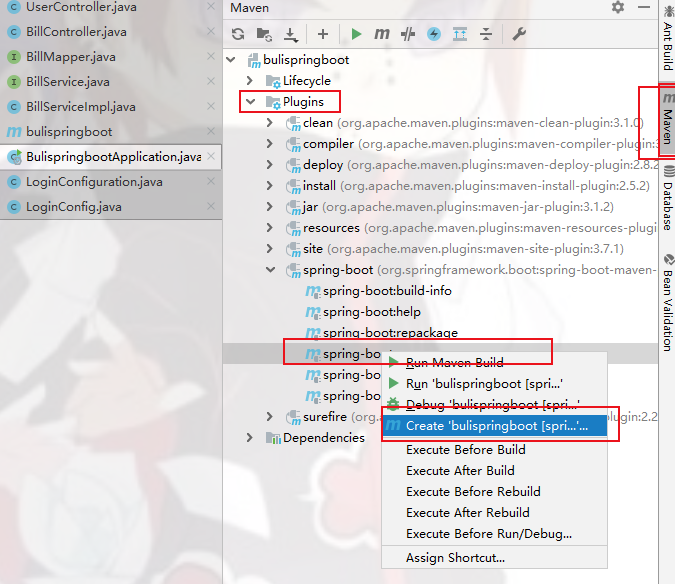 UserController.java
BillController.java
BillMapper.java
BillService.java
BillServiceImpl.java
bulispringboot
BulispringbootApplication.java
LoginConfiguration.java
LoginConfig.java
Maven
bulispringboot
Lifecycle
Plugins
clean (org.apache.maven.plugins:maven-clean-plugin:3.1.0)
compiler (org.apache.maven.plugins:maven-compiler-plugin:3
deploy (org.apache.maven.plugins:maven-deploy-plugin:2.8.2
install (org.apache.maven.plugins:maven-install-plugin:2.5.2)
jar (org.apache.maven.plugins:maven-jar-plugin:3.1.2)
resources (org.apache.maven.plugins:maven-resources-plugin
site (org.apache.maven.plugins:maven-site-plugin:3.7.1)
spring-boot (org.springframework.boot:spring-boot-maven-
spring-boot:build-info
spring-boot:help
spring-boot:repackage
spring-boo
spring-bo
spring-bo
surefire (org.a
plugin:2.2
Dependencies
Run Maven Build
Run 'bulispringboot [spri...'
Debug 'bulispringboot [spri...'
Create 'bulispringboot [spri...'...
Execute Before Build
Execute After Build
Execute Before Rebuild
Execute After Rebuild
Execute Before Run/Debug...
Assign Shortcut...
Ant Build
Maven
Database
Bean Validation